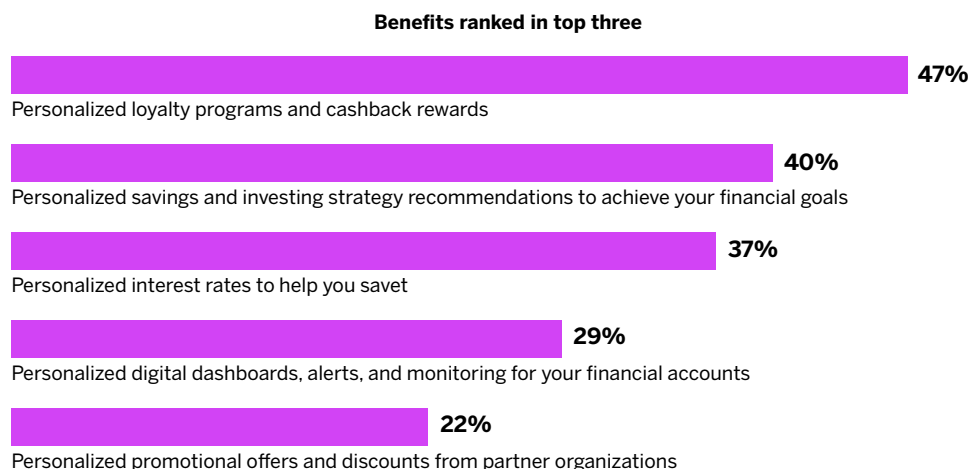 Benefits ranked in top three
47%
Personalized loyalty programs and cashback rewards
40%
Personalized savings and investing strategy recommendations to achieve your financial goals
37%
Personalized interest rates to help you savet
29%
Personalized digital dashboards, alerts, and monitoring for your financial accounts
22%
Personalized promotional offers and discounts from partner organizations